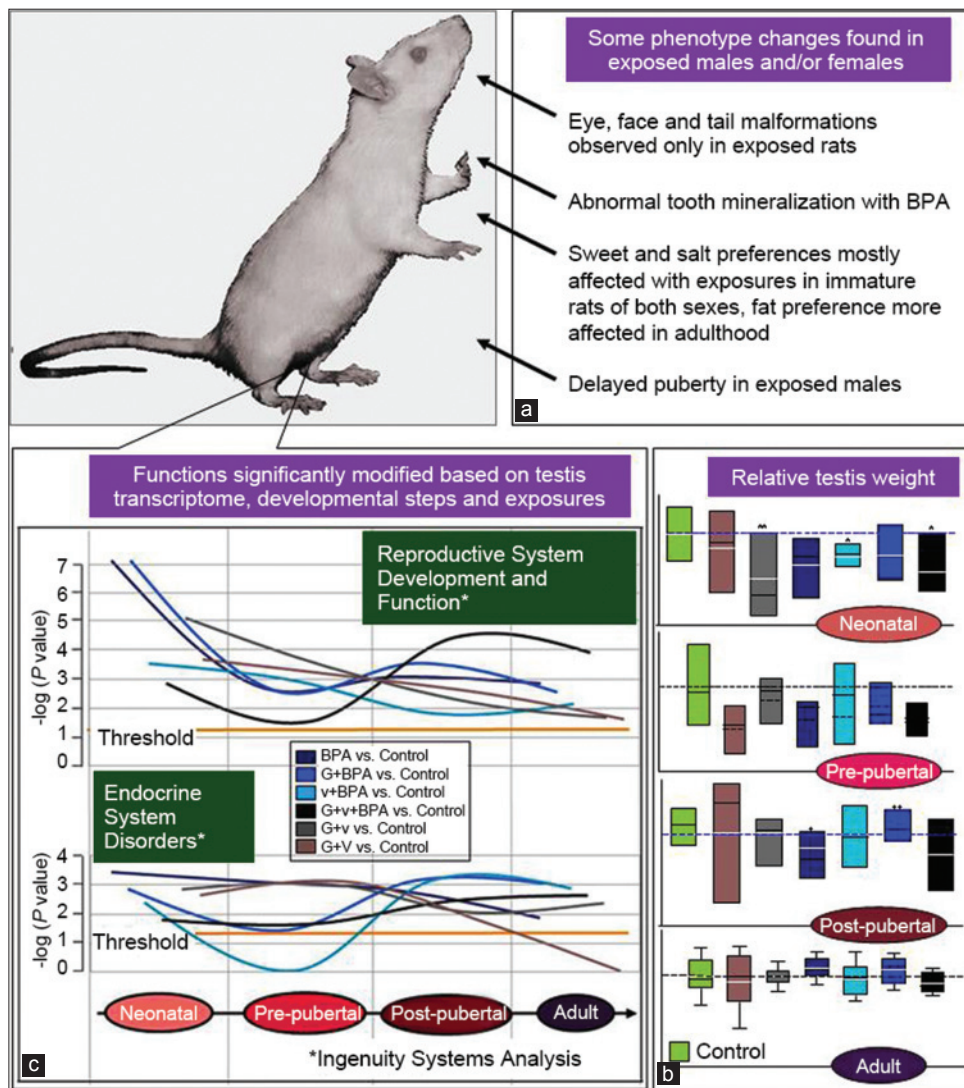 Some phenotype changes found in
exposed males and/or females
Eye, face and tail malformations
observed only in exposed rats
Abnormal tooth mineralization with BPA
Sweet and salt preferences mostly
affected with exposures in immature
rats of both sexes, fat preference more
affected in adulthood
Delayed puberty in exposed males
a
Functions significantly modified based on testis
transcriptome, developmental steps and exposures
Reproductive System
Development and
Function*
7
6
5
4
3
2
1
0
-log (P value)
Threshold
BPA vs. Control
G+BPA vs. Control
v+BPA vs. Control
G+v+BPA vs. Control
G+v vs. Control
G+V vs. Control
Endocrine
System
Disorders*
4
3
2
1
0
-log (P value)
Threshold
Neonatal
Pre-pubertal
Post-pubertal
Adult
*Ingenuity Systems Analysis
c
Relative testis weight
Neonatal
Pre-pubertal
Post-pubertal
Control
Adult
b